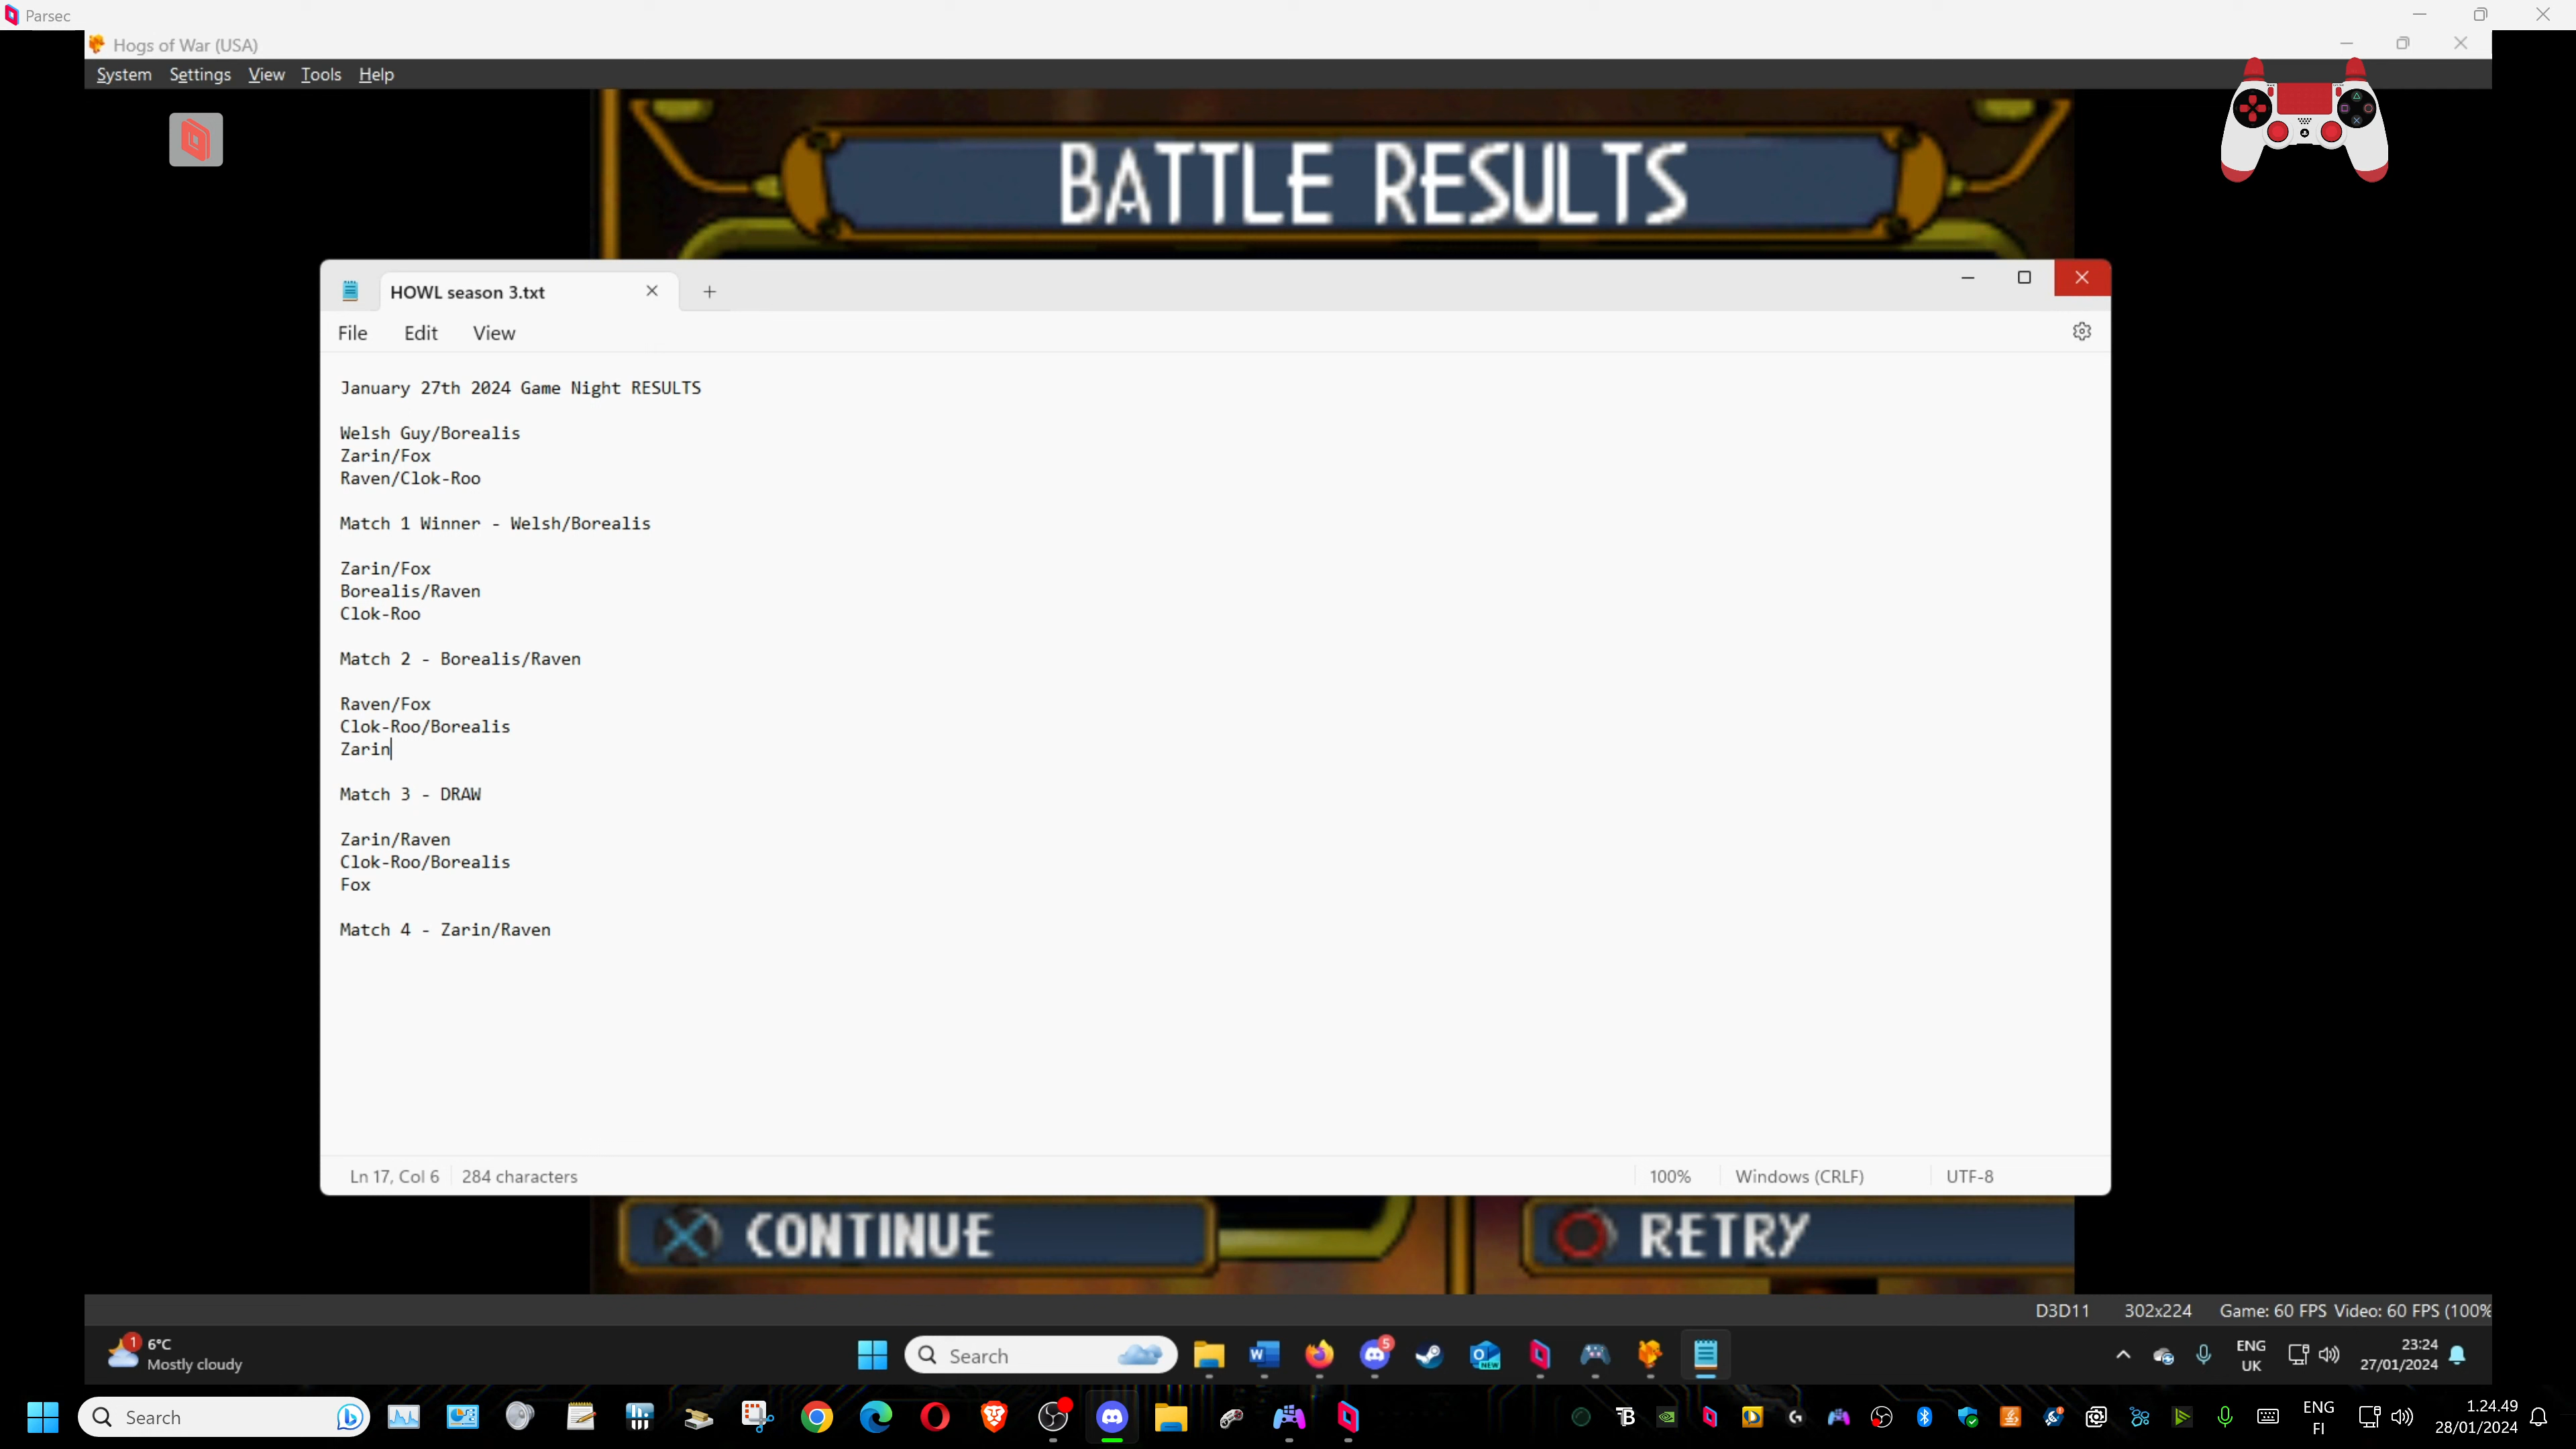 Parsec
Hogs of War (USA)
System Settings View Tools Help
BATTLE RESULTS
HOWL season 3.txt
File Edit View
January 27th 2024 Game Night RESULTS
Welsh Guy/Borealis
Zarin/Fox
Raven/Clok-Roo
Match 1 Winner - Welsh/Borealis
Zarin/Fox
Borealis/Raven
Clok-Roo
Match 2 - Borealis/Raven
Raven/Fox
Clok-Roo/Borealis
Zarin
Match 3 - DRAW
Zarin/Raven
Clok-Roo/Borealis
Fox
Match 4 - Zarin/Raven
Ln 17, Col 6 284 characters 100% Windows (CRLF) UTF-8
CONTINUE RETRY
D3D11 302x224 Game: 60 FPS Video: 60 FPS (100%
1 6°C
Mostly cloudy
Search
5
ENG
UK
23:24
27/01/2024
Search
ENG
FI
1.24.49
28/01/2024